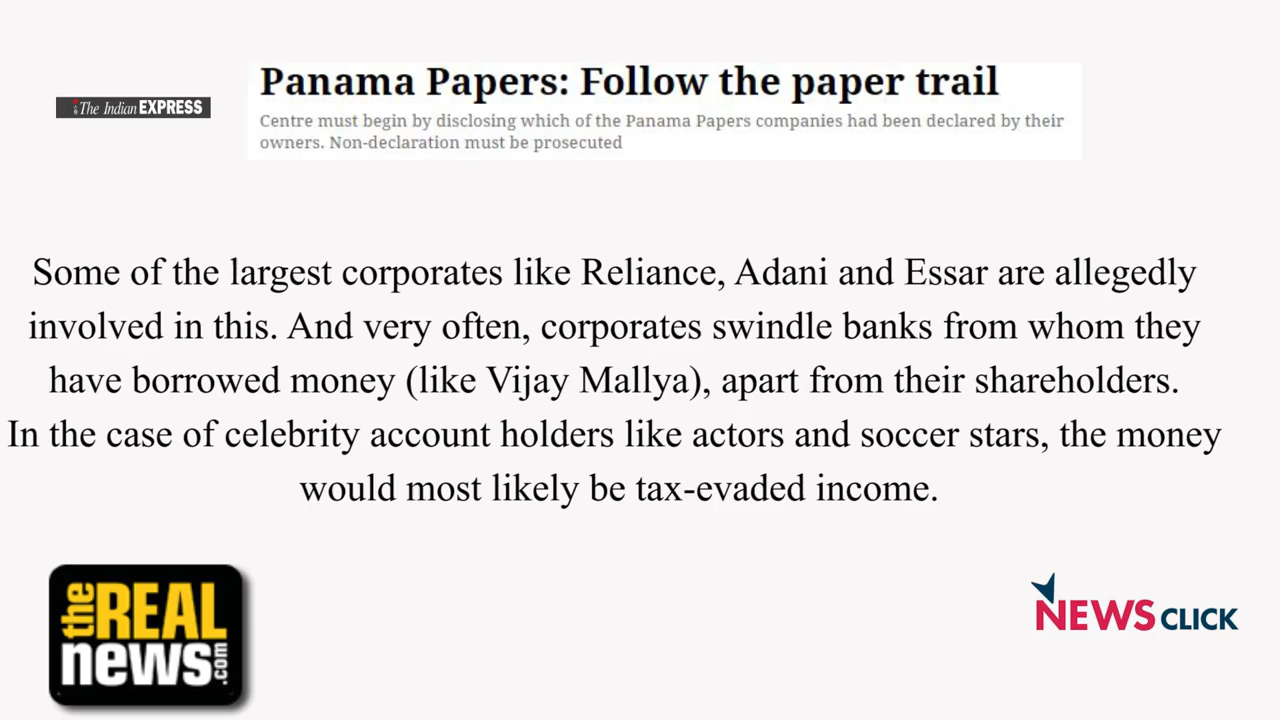 The Indian EXPRESS
Panama Papers: Follow the paper trail
Centre must begin by disclosing which of the Panama Papers companies had been declared by their
owners. Non-declaration must be prosecuted
Some of the largest corporates like Reliance, Adani and Essar are allegedly
involved in this. And very often, corporates swindle banks from whom they
have borrowed money (like Vijay Mallya), apart from their shareholders.
In the case of celebrity account holders like actors and soccer stars, the money
would most likely be tax-evaded income.
the REAL
news.com
NEWS CLICK